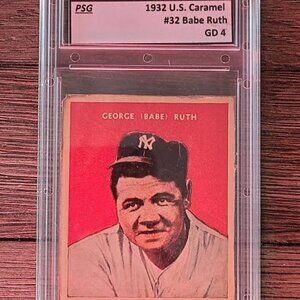 PSG
1932 U.S. Caramel
#32 Babe Ruth
GD 4
GEORGE (BABE) RUTH
NY